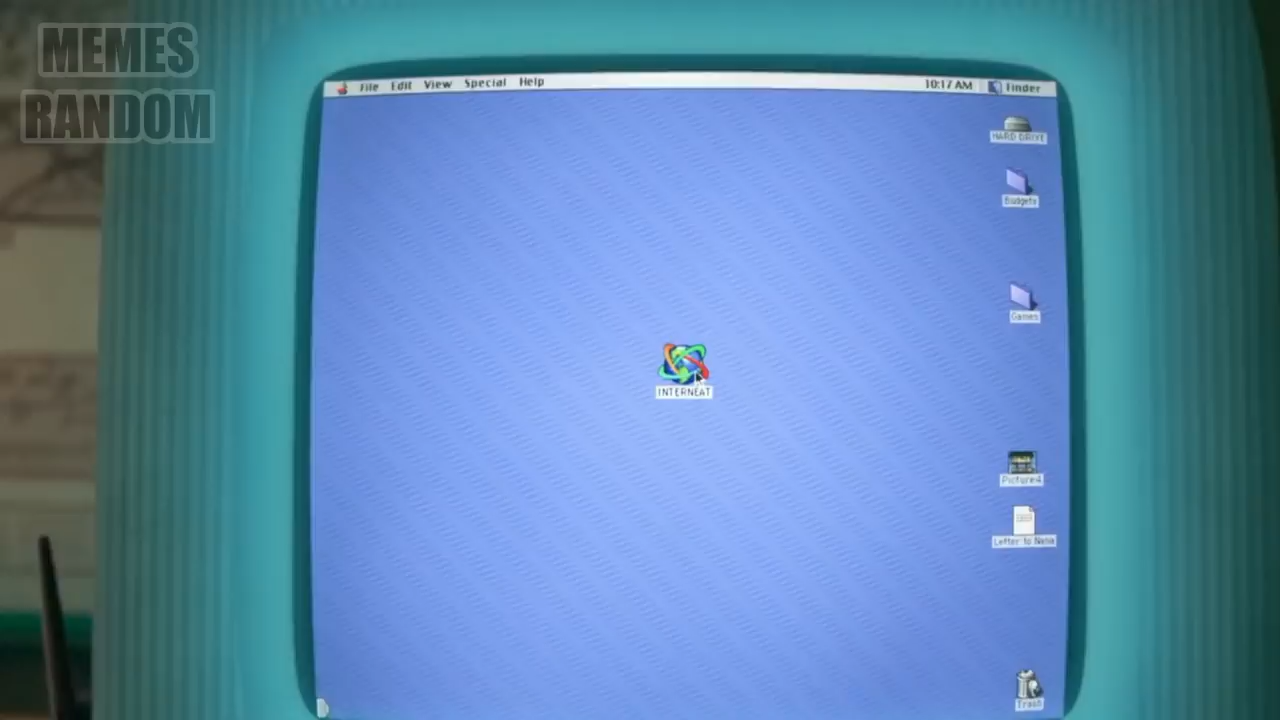 MEMES
RANDOM
File Edit View Special Help
10:17 AM
Finder
HARD DRIVE
Budgets
Games
INTERNEAT
Picture4
Letter to Nana
Trash